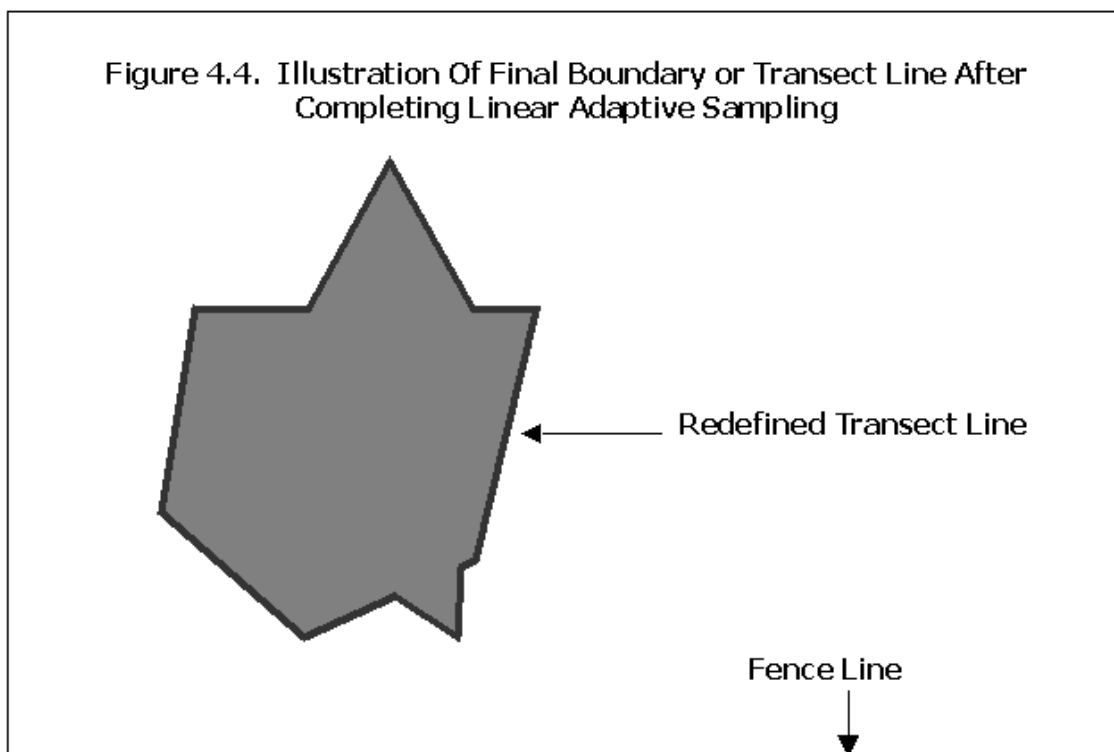 Figure 4.4. Illustration Of Final Boundary or Transect Line After
Completing Linear Adaptive Sampling
Redefined Transect Line
Fence Line